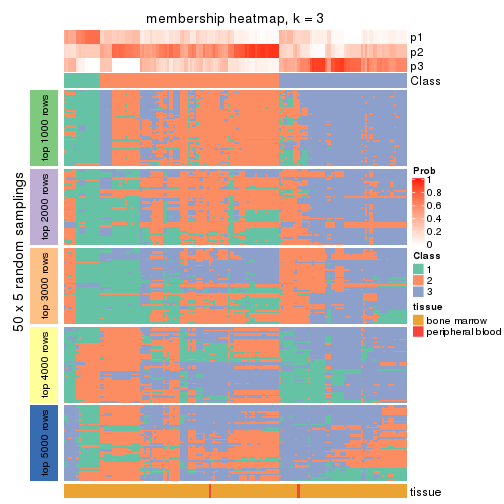 membership heatmap, k = 3
p1
p2
p3
Class
50 x 5 random samplings
top 1000 rows
top 2000 rows
top 3000 rows
top 4000 rows
top 5000 rows
Prob
1
0.8
0.6
0.4
0.2
0
Class
1
2
3
tissue
bone marrow
peripheral blood
tissue